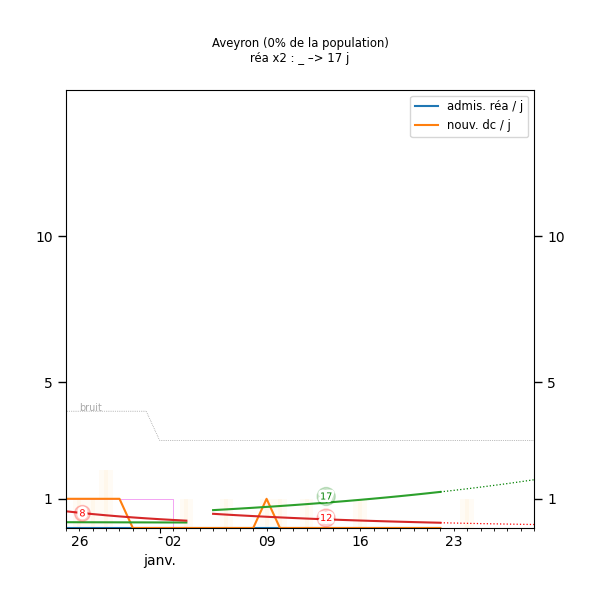 Aveyron (0% de la population)
réa x2 : _ –> 17 j
admis. réa / j
nouv. dc / j
10
10
5
5
bruit
1
1
17
8
12
26
02
09
16
23
janv.